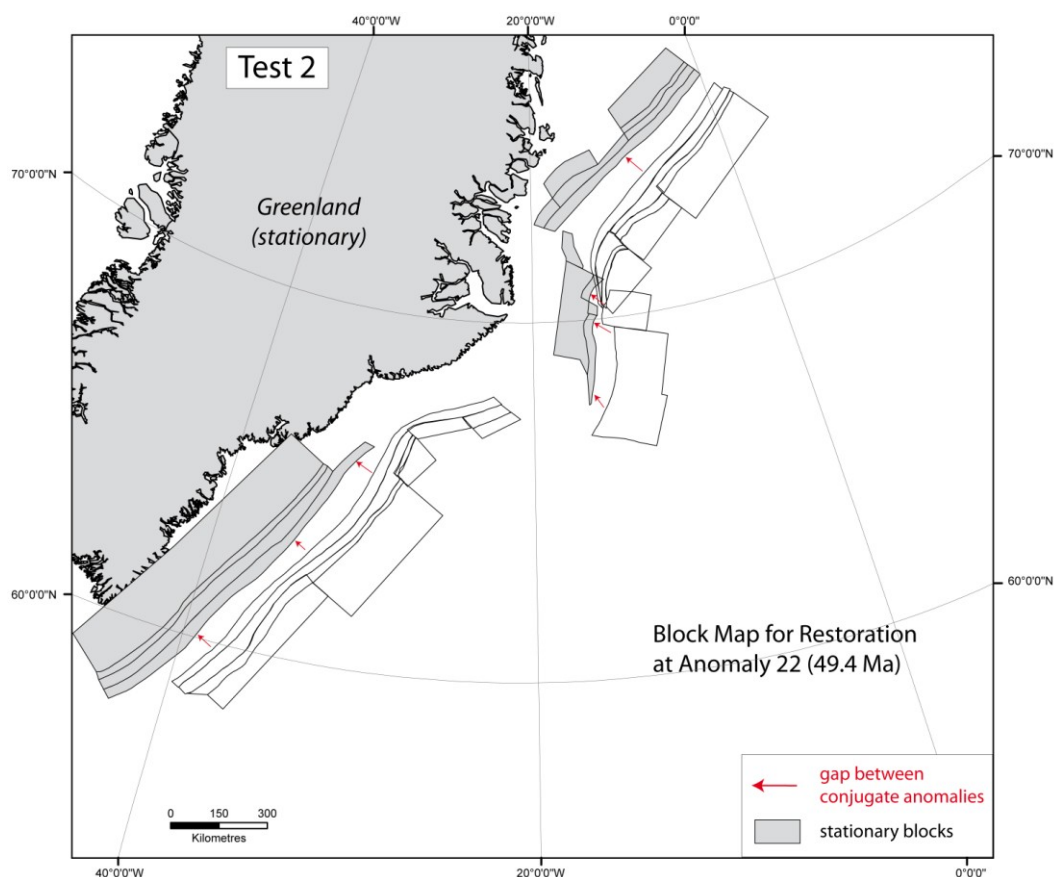 40°0'0"W
20°0'0"W
0°0'0"
Test 2
70°0'0"N
70°0'0"N
Greenland
(stationary)
60°0'0"N
60°0'0"N
Block Map for Restoration
at Anomaly 22 (49.4 Ma)
gap between
conjugate anomalies
stationary blocks
0 150 300
Kilometres
40°0'0"W
20°0'0"W
0°0'0"